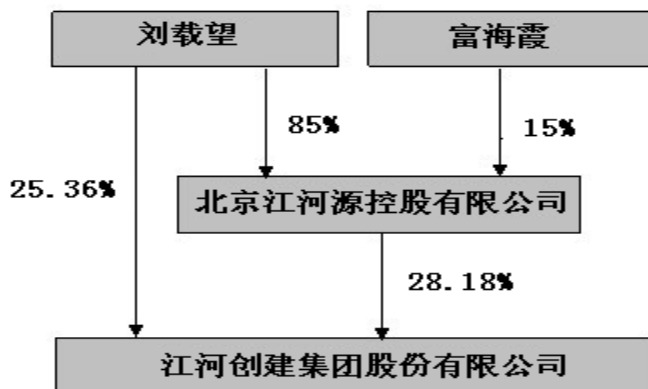 刘载望
富海霞
85%
15%
25.36%
北京江河源控股有限公司
28.18%
江河创建集团股份有限公司